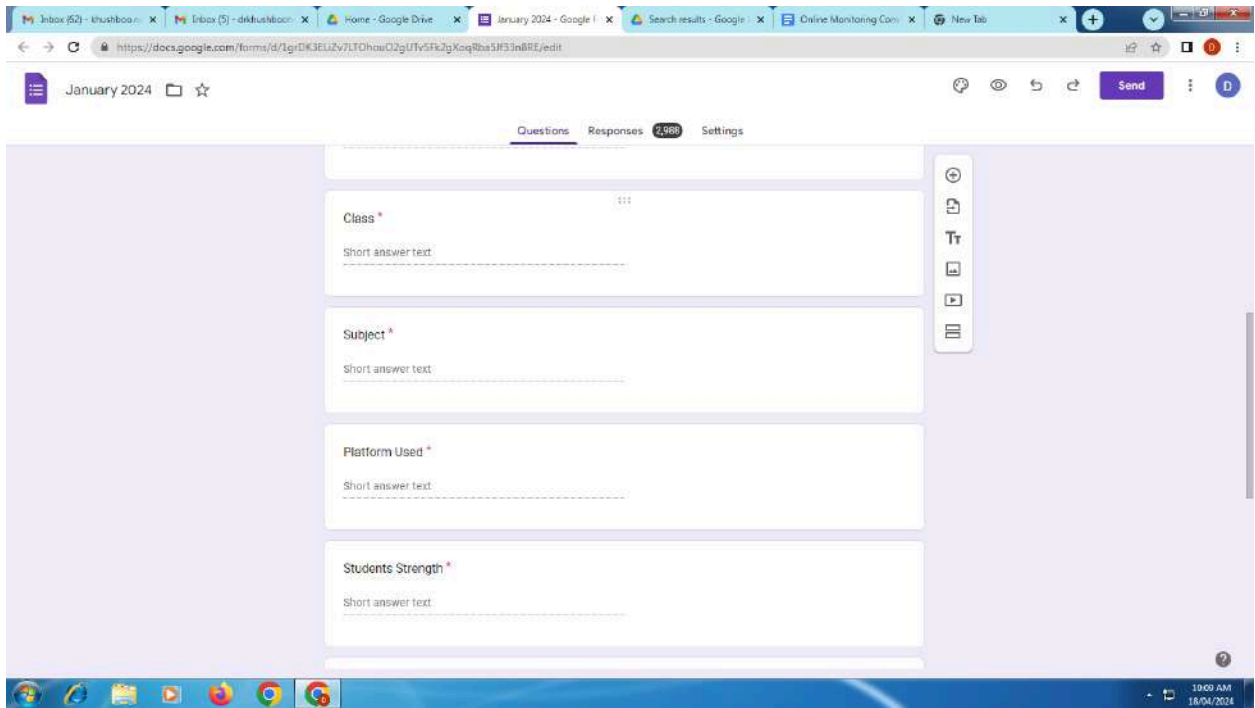 Inbox (62) - khushboo.n
Inbox (5) - drkhushboo
Home - Google Drive
January 2024 - Google F
Search results - Google
Online Monitoring Com
New Tab
January 2024
Send
D
Questions Responses 2,988 Settings
Class *
Short answer text
Subject *
Short answer text
Platform Used *
Short answer text
Students Strength *
Short answer text
10:09 AM
18/04/2024